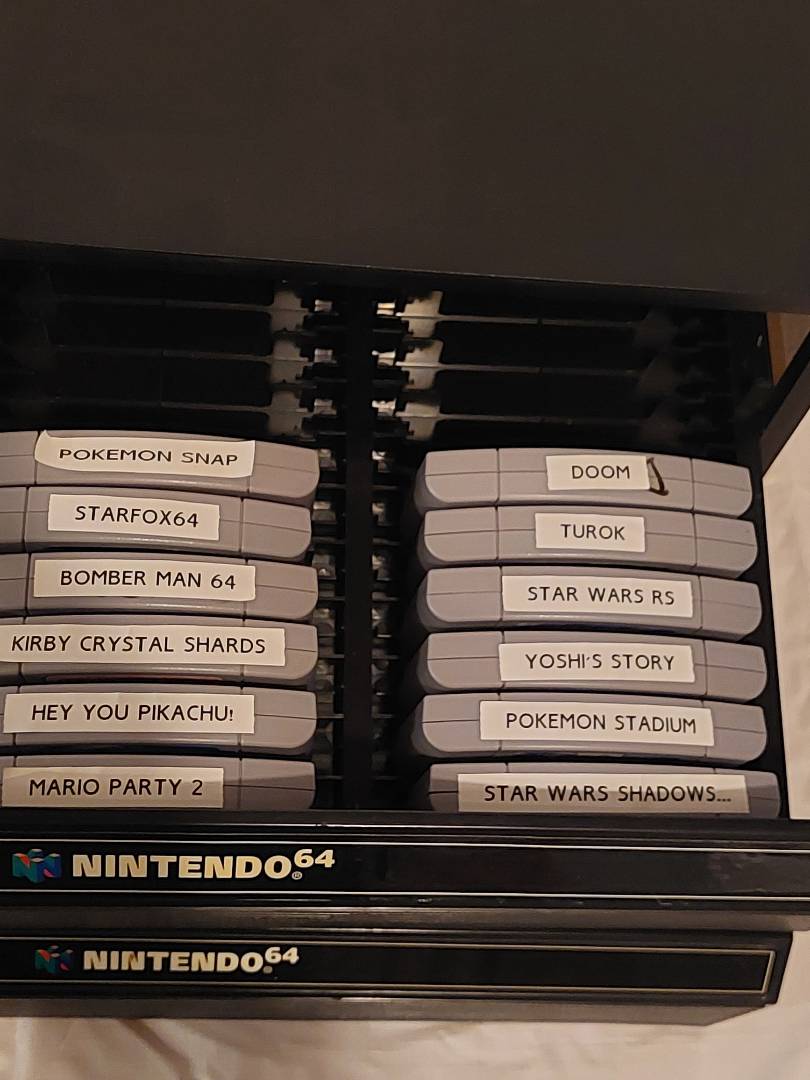 POKEMON SNAP
STARFOX64
BOMBER MAN 64
KIRBY CRYSTAL SHARDS
HEY YOU PIKACHU!
MARIO PARTY 2
DOOM
TUROK
STAR WARS RS
YOSHI'S STORY
POKEMON STADIUM
STAR WARS SHADOWS...
NINTENDO64®
NINTENDO64®